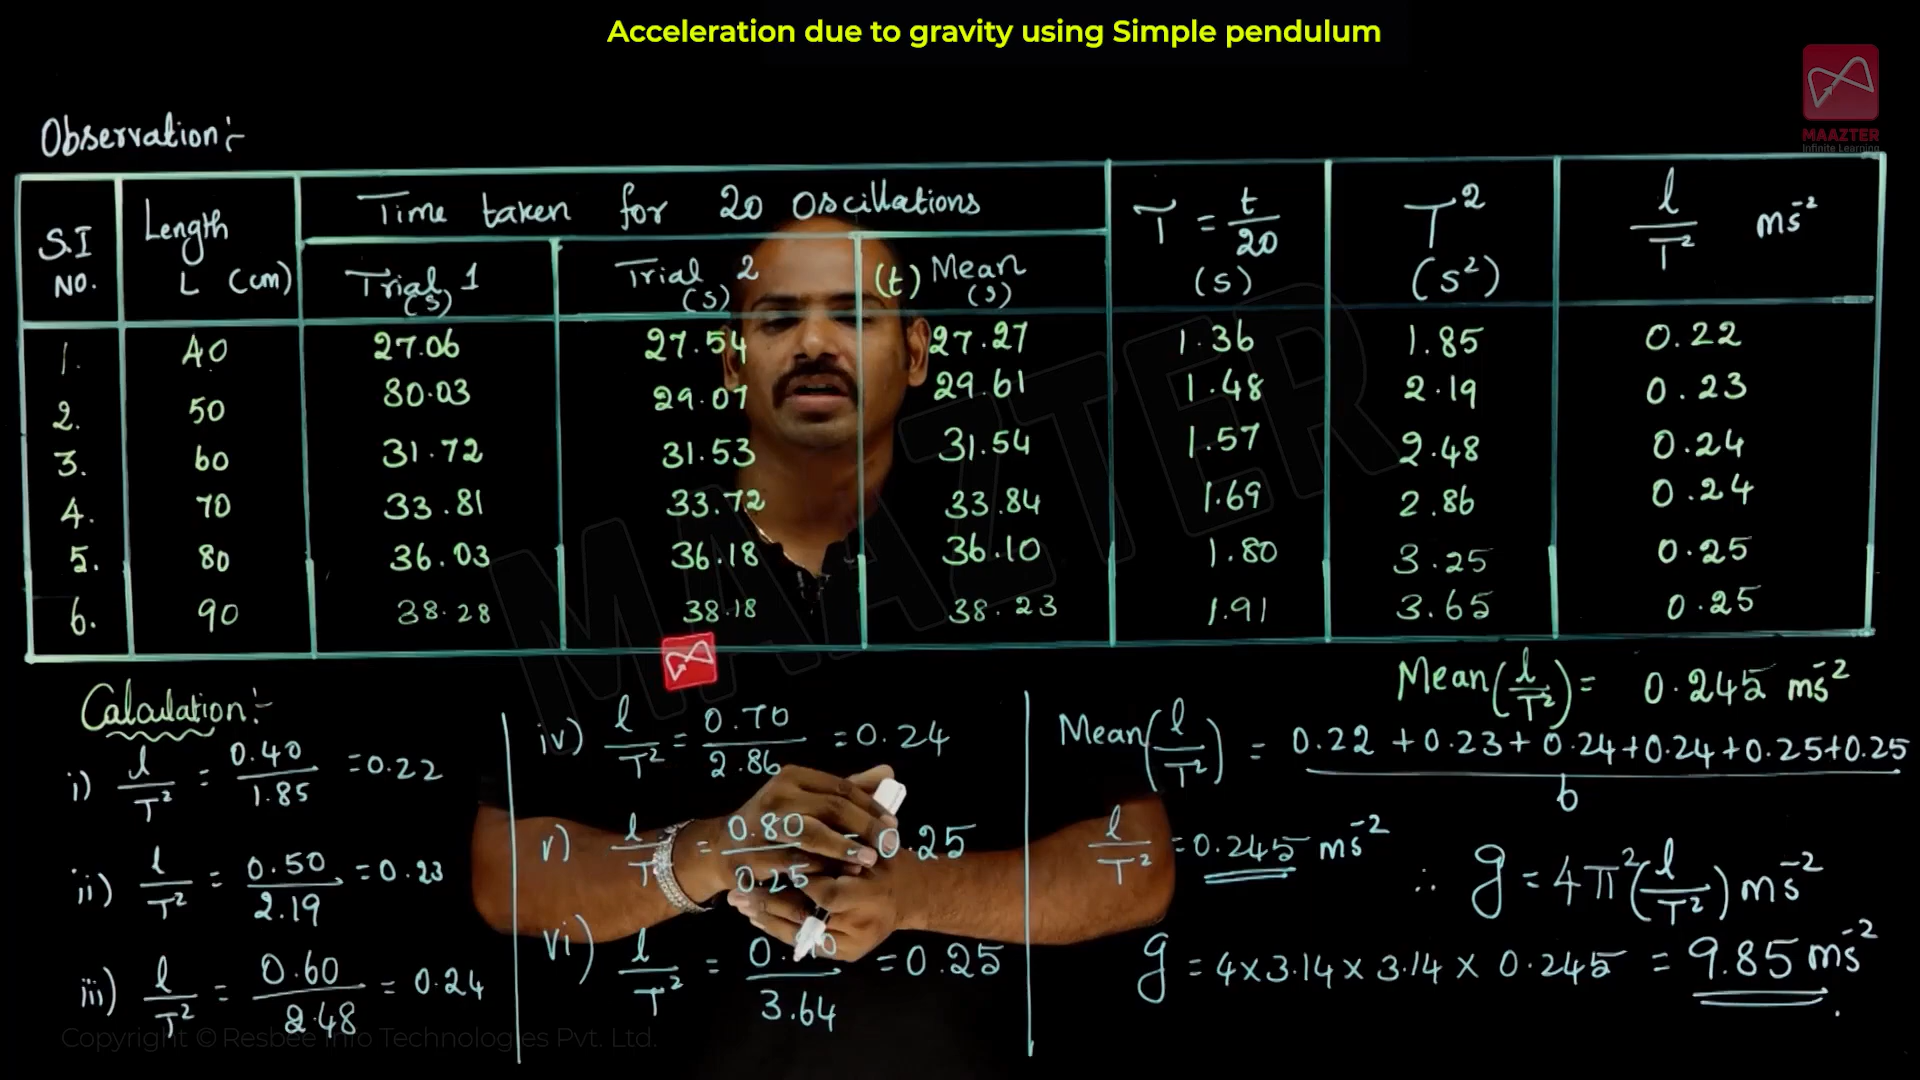 Acceleration due to gravity using Simple pendulum
MAAZTER
Infinite Learning
Observation:-
S.I NO. | Length L (cm) | Time taken for 20 Oscillations | T = t/20 (s) | T² (s²) | l/T² ms⁻²
Trial 1 (s) | Trial 2 (s) | (t) Mean (s)
1. 40 27.06 27.54 27.27 1.36 1.85 0.22
2. 50 30.03 29.07 29.61 1.48 2.19 0.23
3. 60 31.72 31.53 31.54 1.57 2.48 0.24
4. 70 33.81 33.72 33.84 1.69 2.86 0.24
5. 80 36.03 36.18 36.10 1.80 3.25 0.25
6. 90 38.28 38.18 38.23 1.91 3.65 0.25
MAAZTER
Mean (l/T²) = 0.245 ms⁻²
Calculation:-
i) l/T² = 0.40/1.85 = 0.22
ii) l/T² = 0.50/2.19 = 0.23
iii) l/T² = 0.60/2.48 = 0.24
iv) l/T² = 0.70/2.86 = 0.24
v) l/T² = 0.80/0.25 = 0.25
vi) l/T² = /3.64 = 0.25
Mean (l/T²) = 0.22 + 0.23 + 0.24 + 0.24 + 0.25 + 0.25 / 6
l/T² = 0.245 ms⁻²
∴ g = 4π² (l/T²) ms⁻²
g = 4 x 3.14 x 3.14 x 0.245 = 9.85 ms⁻²
Copyright © Resbee Info Technologies Pvt. Ltd.